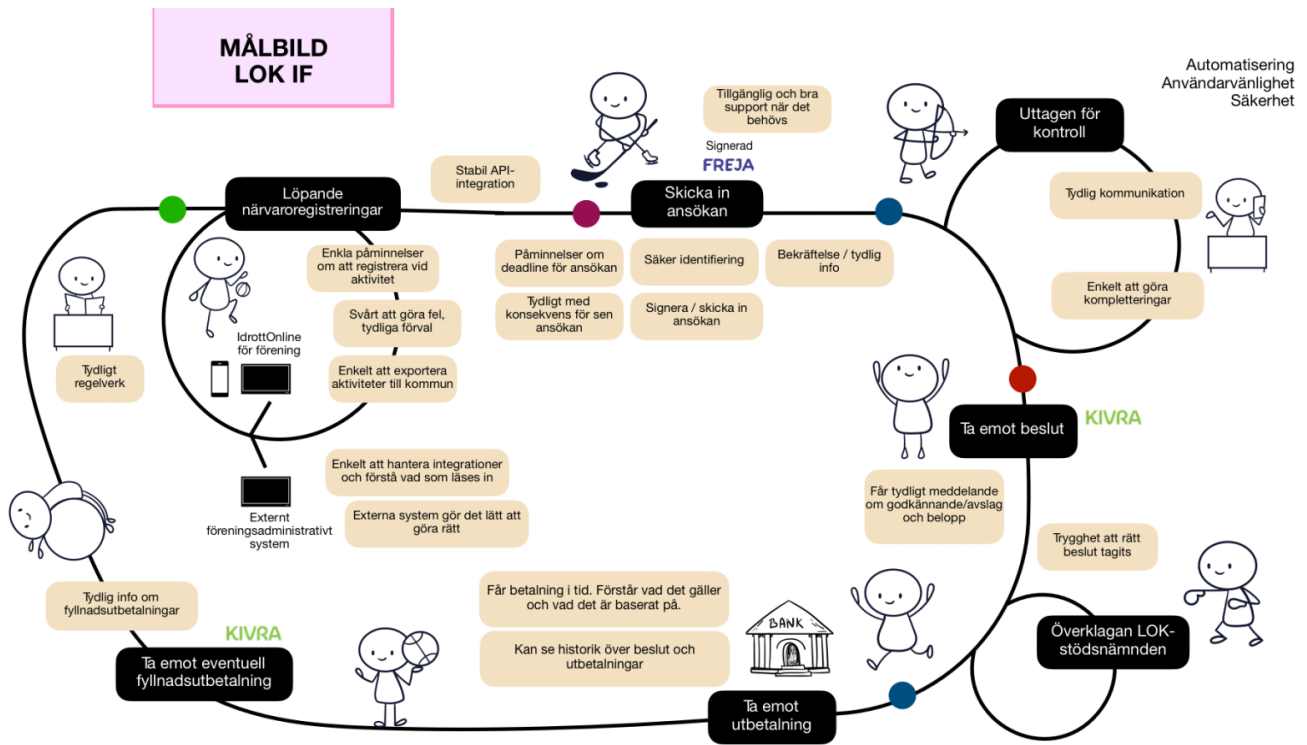 MÅLBILD
LOK IF
Automatisering
Användarvänlighet
Säkerhet
Tillgänglig och bra
support när det
behövs
Signerad
FREJA
Uttagen för
kontroll
Stabil API-
integration
Löpande
närvaroregistreringar
Skicka in
ansökan
Tydlig kommunikation
Enkla påminnelser
om att registrera vid
aktivitet
Påminnelser om
deadline för ansökan
Säker identifiering
Bekräftelse / tydlig
info
Enkelt att göra
kompletteringar
Svårt att göra fel,
tydliga förval
Tydligt med
konsekvens för sen
ansökan
Signera / skicka in
ansökan
IdrottOnline
för förening
Tydligt
regelverk
Enkelt att exportera
aktiviteter till kommun
Ta emot beslut
KIVRA
Enkelt att hantera integrationer
och förstå vad som läses in
Får tydligt meddelande
om godkännande/avslag
och belopp
Externt
föreningsadministrativt
system
Externa system gör det lätt att
göra rätt
Trygghet att rätt
beslut tagits
Tydlig info om
fyllnadsutbetalningar
Får betalning i tid. Förstår vad det gäller
och vad det är baserat på.
BANK
KIVRA
Överklagan LOK-
stödsnämnden
Kan se historik över beslut och
utbetalningar
Ta emot eventuell
fyllnadsutbetalning
Ta emot
utbetalning